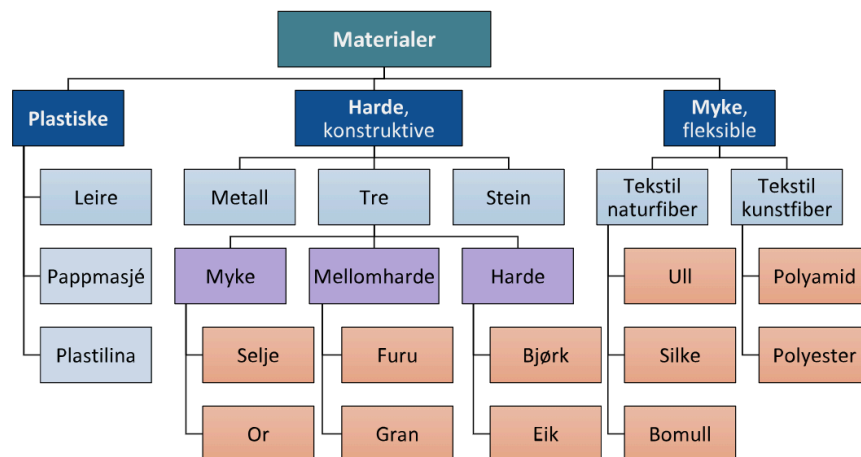 Materialer
Plastiske
Harde,
konstruktive
Myke,
fleksible
Leire
Metall
Tre
Stein
Tekstil
naturfiber
Tekstil
kunstfiber
Pappmasjé
Myke
Mellomharde
Harde
Ull
Polyamid
Plastilina
Selje
Furu
Bjørk
Silke
Polyester
Or
Gran
Eik
Bomull